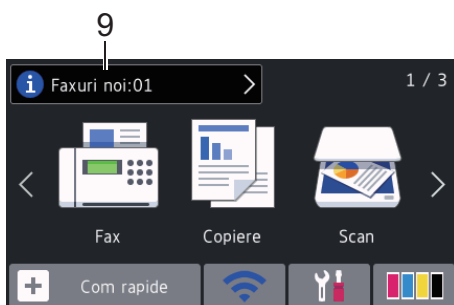 9
i Faxuri noi:01 > 1 / 3
Fax Copiere Scan
+ Com rapide